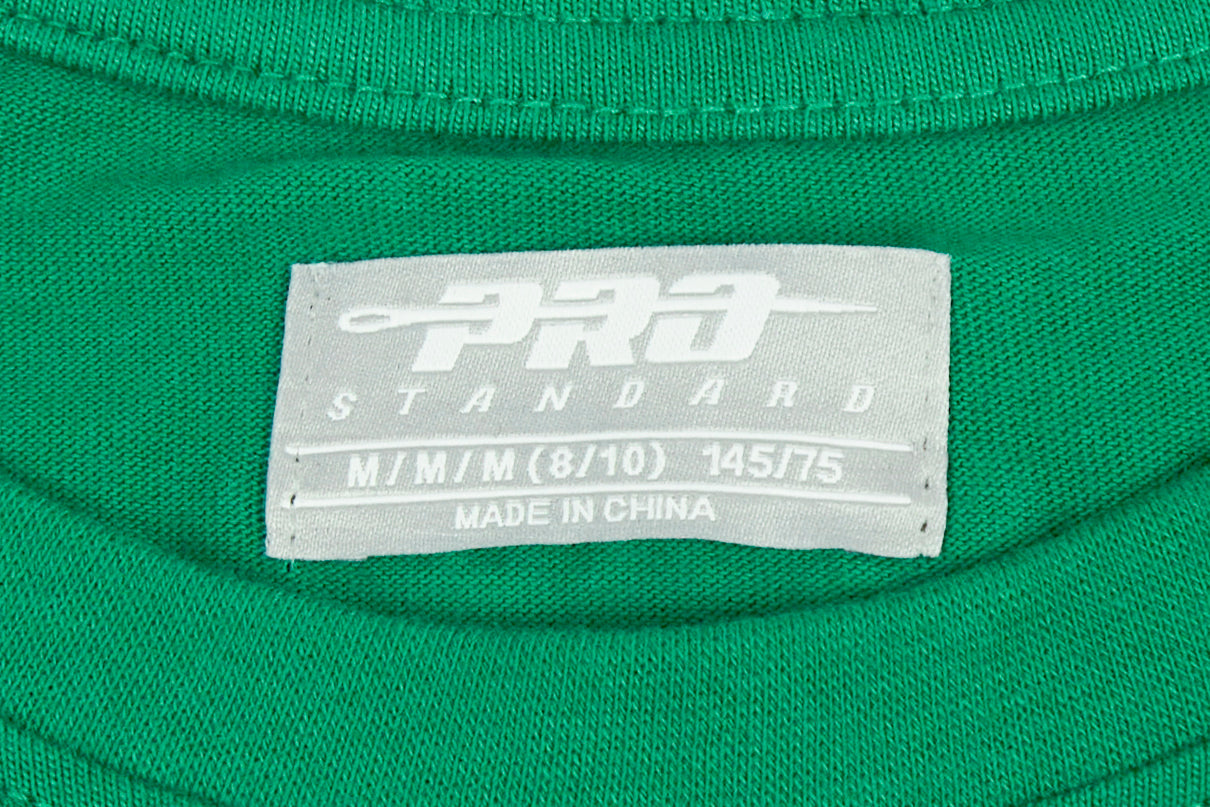 PRO
STANDARD
M/M/M (8/10) 145/75
MADE IN CHINA